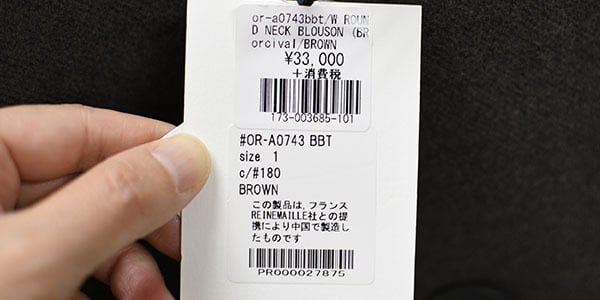 or-a0743bbt/W ROUN
D NECK BLOUSON (BR
orcival/BROWN
¥33,000
+消費税
173-003685-101
#OR-A0743 BBT
size 1
c/#180
BROWN
この製品は、フランス
REINEMAILLE社との提
携により中国で製造し
たものです
PR000027875